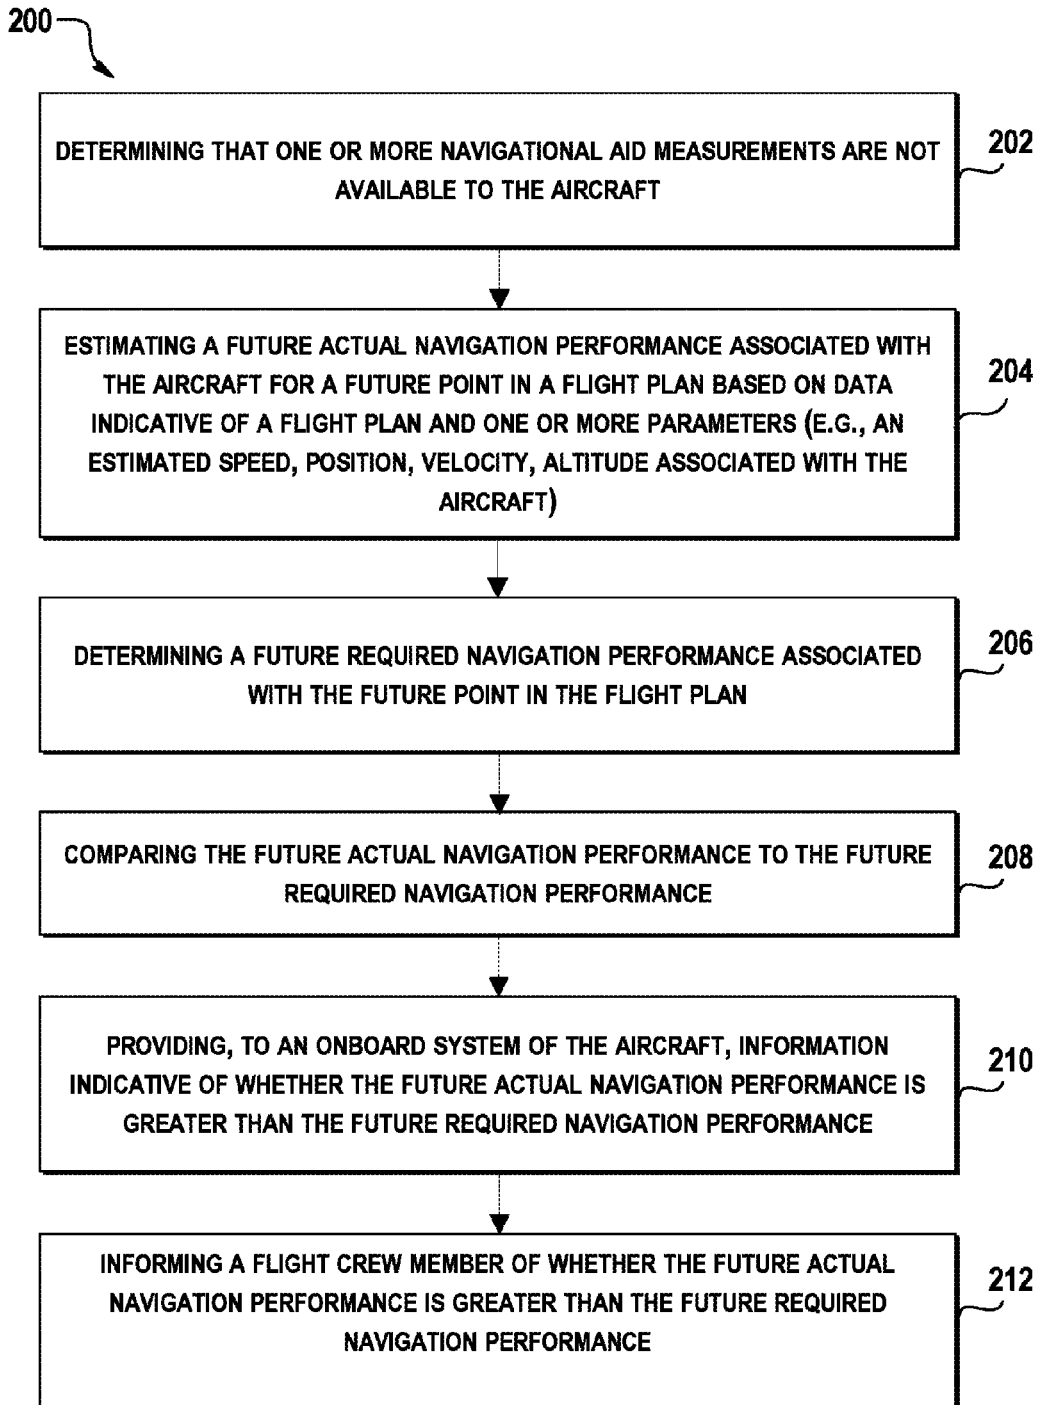 200
DETERMINING THAT ONE OR MORE NAVIGATIONAL AID MEASUREMENTS ARE NOT
AVAILABLE TO THE AIRCRAFT
202
ESTIMATING A FUTURE ACTUAL NAVIGATION PERFORMANCE ASSOCIATED WITH
THE AIRCRAFT FOR A FUTURE POINT IN A FLIGHT PLAN BASED ON DATA
INDICATIVE OF A FLIGHT PLAN AND ONE OR MORE PARAMETERS (E.G., AN
ESTIMATED SPEED, POSITION, VELOCITY, ALTITUDE ASSOCIATED WITH THE
AIRCRAFT)
204
DETERMINING A FUTURE REQUIRED NAVIGATION PERFORMANCE ASSOCIATED
WITH THE FUTURE POINT IN THE FLIGHT PLAN
206
COMPARING THE FUTURE ACTUAL NAVIGATION PERFORMANCE TO THE FUTURE
REQUIRED NAVIGATION PERFORMANCE
208
PROVIDING, TO AN ONBOARD SYSTEM OF THE AIRCRAFT, INFORMATION
INDICATIVE OF WHETHER THE FUTURE ACTUAL NAVIGATION PERFORMANCE IS
GREATER THAN THE FUTURE REQUIRED NAVIGATION PERFORMANCE
210
INFORMING A FLIGHT CREW MEMBER OF WHETHER THE FUTURE ACTUAL
NAVIGATION PERFORMANCE IS GREATER THAN THE FUTURE REQUIRED
NAVIGATION PERFORMANCE
212